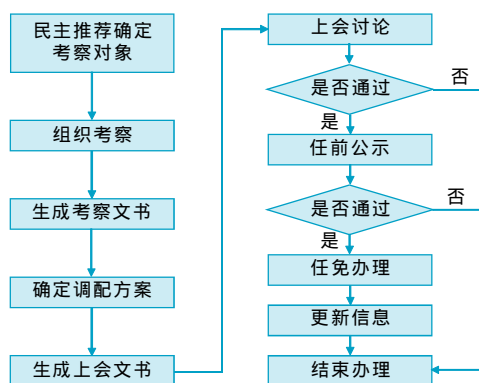 民主推荐确定
考察对象
组织考察
生成考察文书
确定调配方案
生成上会文书
上会讨论
是否通过
否
是
任前公示
是否通过
否
是
任免办理
更新信息
结束办理